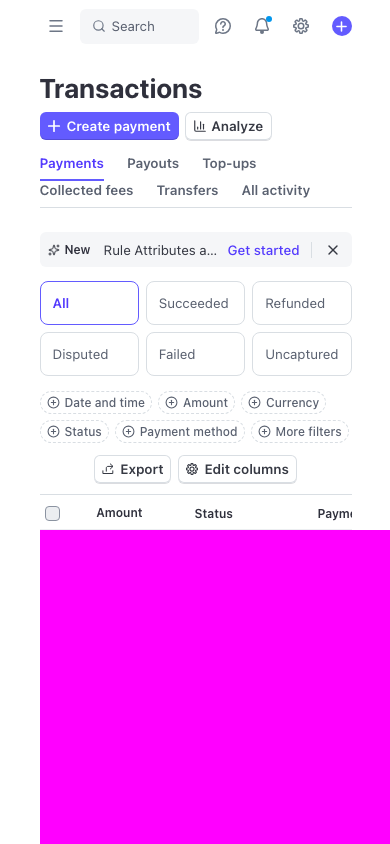 Search
Transactions
Create payment Analyze
Payments Payouts Top-ups
Collected fees Transfers All activity
New Rule Attributes a... Get started
All Succeeded Refunded
Disputed Failed Uncaptured
Date and time Amount Currency
Status Payment method More filters
Export Edit columns
Amount Status Payme